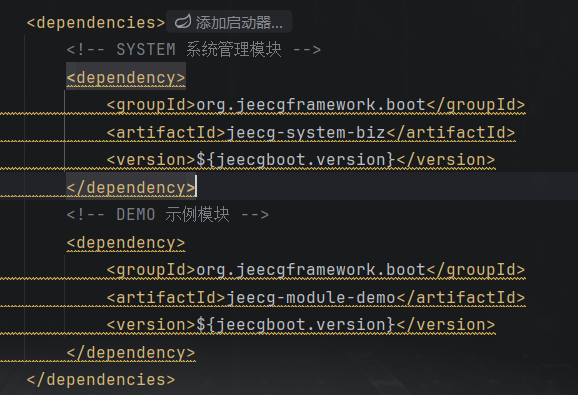 <dependencies> 添加启动器...
<!-- SYSTEM 系统管理模块 -->
<dependency>
<groupId>org.jeecgframework.boot</groupId>
<artifactId>jeecg-system-biz</artifactId>
<version>${jeecgboot.version}</version>
</dependency>
<!-- DEMO 示例模块 -->
<dependency>
<groupId>org.jeecgframework.boot</groupId>
<artifactId>jeecg-module-demo</artifactId>
<version>${jeecgboot.version}</version>
</dependency>
</dependencies>